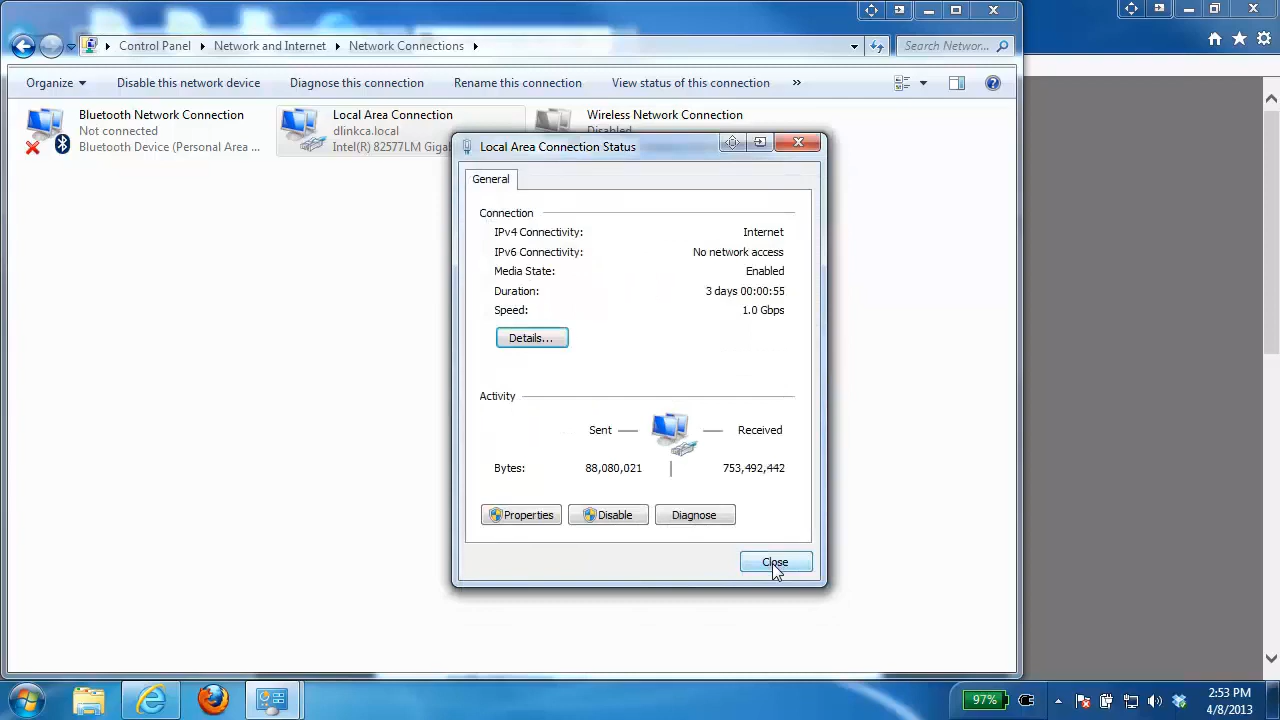 Control Panel Network and Internet Network Connections
Search Networ...
Organize Disable this network device Diagnose this connection Rename this connection View status of this connection »
Bluetooth Network Connection
Not connected
Bluetooth Device (Personal Area ...
Local Area Connection
dlinkca.local
Intel(R) 82577LM Gigab
Wireless Network Connection
Disabled
Local Area Connection Status
General
Connection
IPv4 Connectivity: Internet
IPv6 Connectivity: No network access
Media State: Enabled
Duration: 3 days 00:00:55
Speed: 1.0 Gbps
Details...
Activity
Sent Received
Bytes: 88,080,021 753,492,442
Properties Disable Diagnose
Close
97%
2:53 PM
4/8/2013